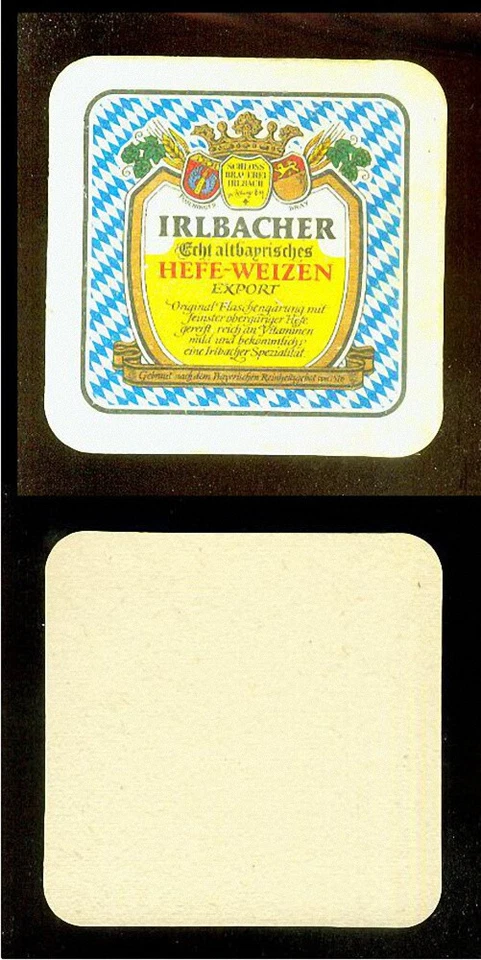 SCHLOSS
BRAUEREI
IRLBACH
BRAY
IRLBACHER
Echt altbayrisches
HEFE-WEIZEN
EXPORT
Original Flaschengärung mit
feinster obergäriger Hefe
gereift, reich an Vitaminen
mild und bekömmlich;
eine Irlbacher Spezialität.
Gebraut nach dem Bayerischen Reinheitsgebot von 1516